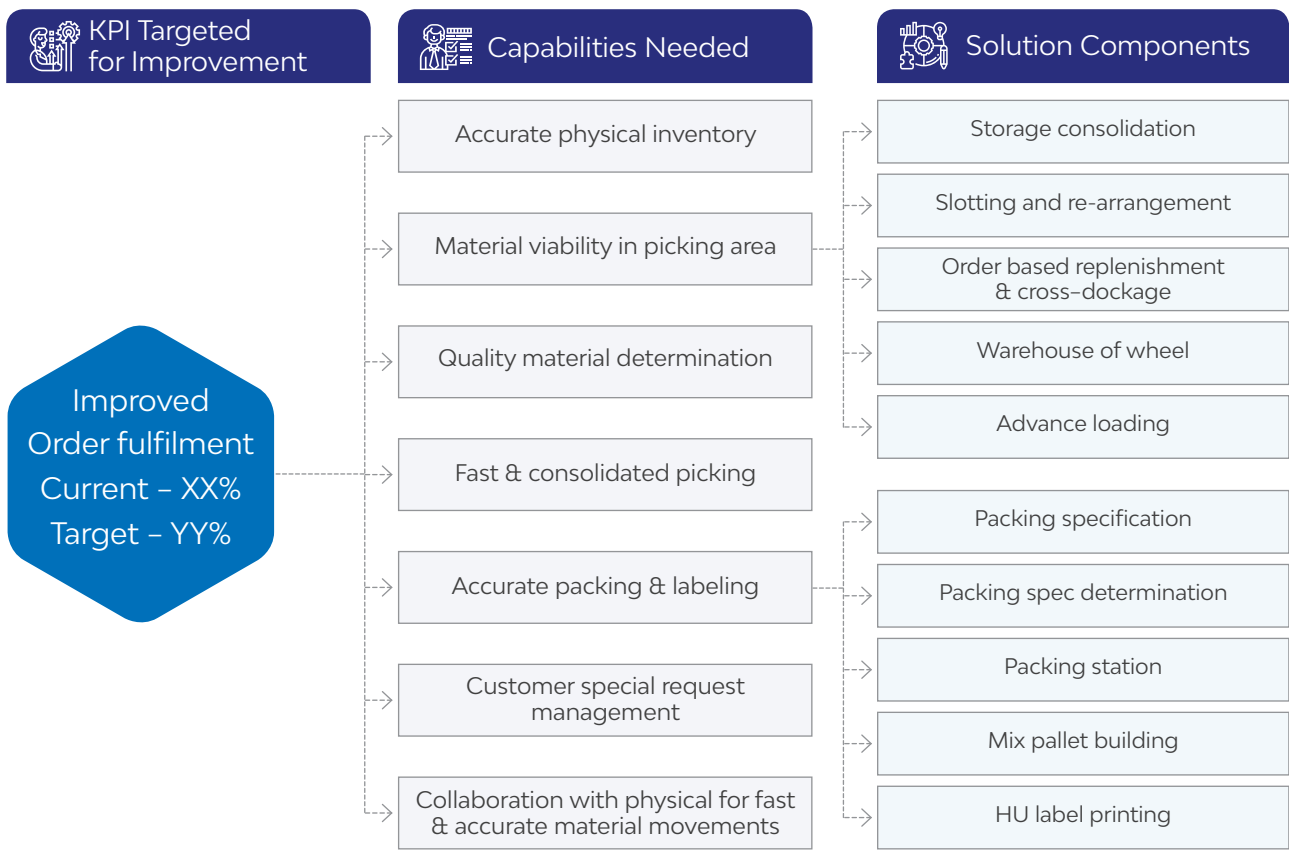 KPI Targeted
for Improvement
Capabilities Needed
Solution Components
Improved
Order fulfilment
Current – XX%
Target – YY%
Accurate physical inventory
Material viability in picking area
Quality material determination
Fast & consolidated picking
Accurate packing & labeling
Customer special request
management
Collaboration with physical for fast
& accurate material movements
Storage consolidation
Slotting and re-arrangement
Order based replenishment
& cross-dockage
Warehouse of wheel
Advance loading
Packing specification
Packing spec determination
Packing station
Mix pallet building
HU label printing